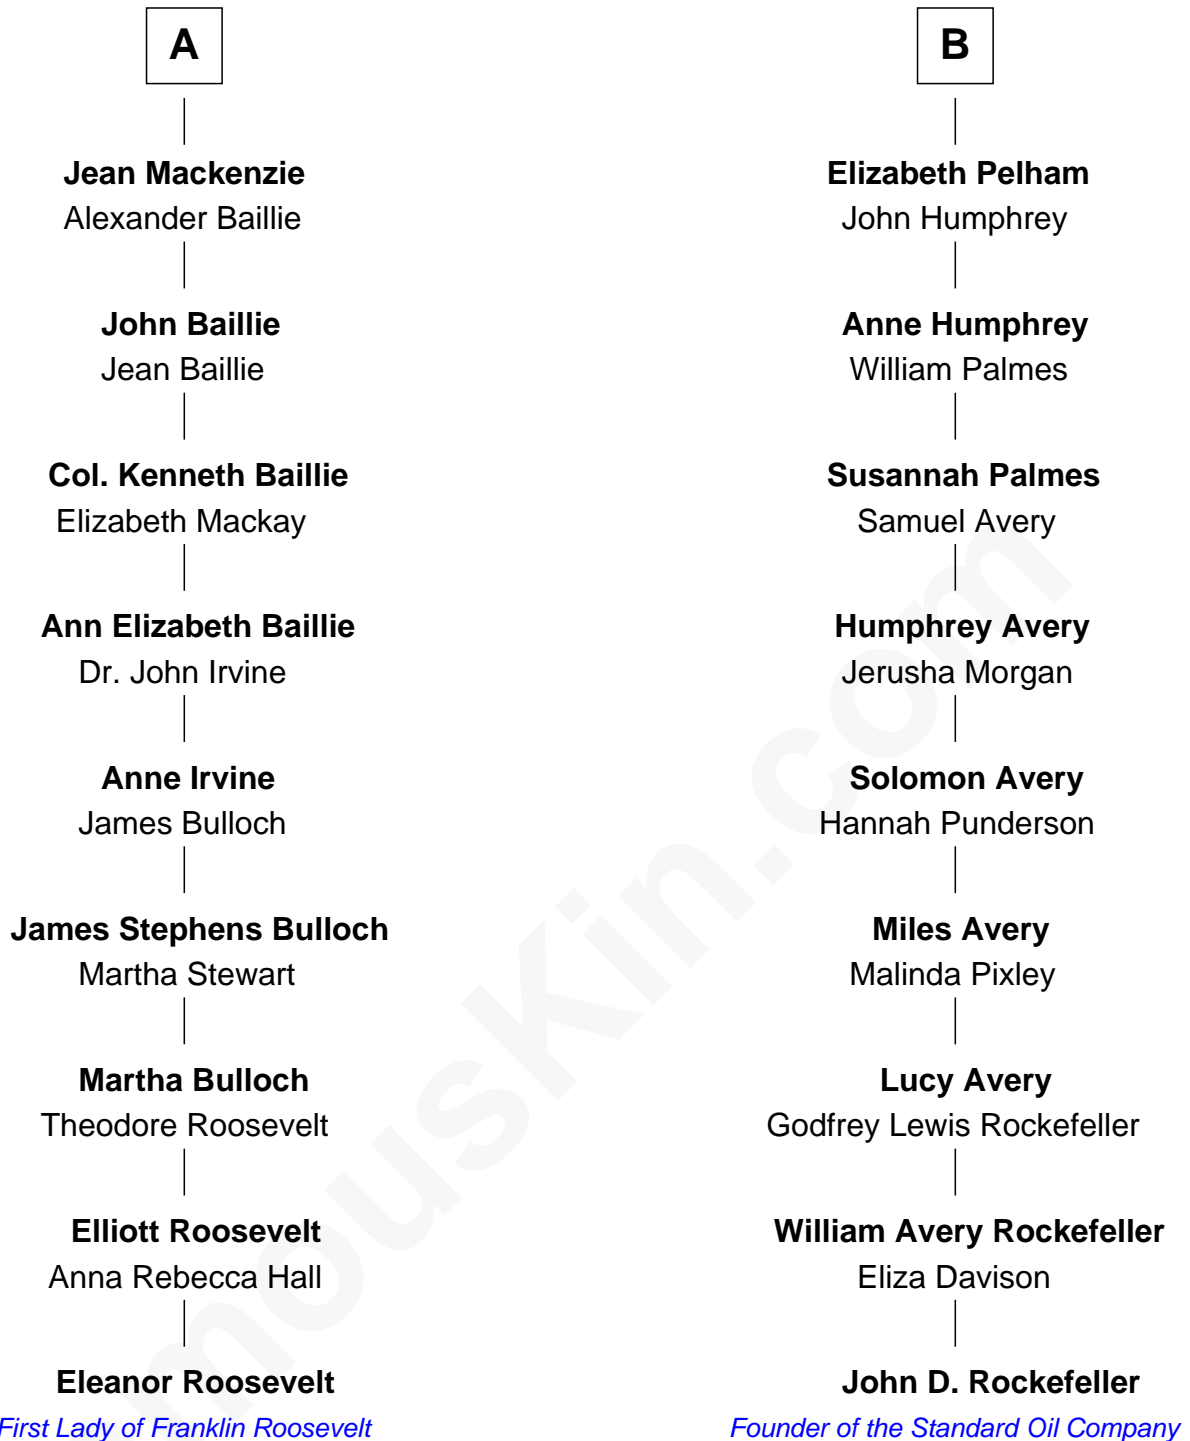 A
Jean Mackenzie
Alexander Baillie
John Baillie
Jean Baillie
Col. Kenneth Baillie
Elizabeth Mackay
Ann Elizabeth Baillie
Dr. John Irvine
Anne Irvine
James Bulloch
James Stephens Bulloch
Martha Stewart
Martha Bulloch
Theodore Roosevelt
Elliott Roosevelt
Anna Rebecca Hall
Eleanor Roosevelt
First Lady of Franklin Roosevelt
B
Elizabeth Pelham
John Humphrey
Anne Humphrey
William Palmes
Susannah Palmes
Samuel Avery
Humphrey Avery
Jerusha Morgan
Solomon Avery
Hannah Punderson
Miles Avery
Malinda Pixley
Lucy Avery
Godfrey Lewis Rockefeller
William Avery Rockefeller
Eliza Davison
John D. Rockefeller
Founder of the Standard Oil Company
mousKin.com